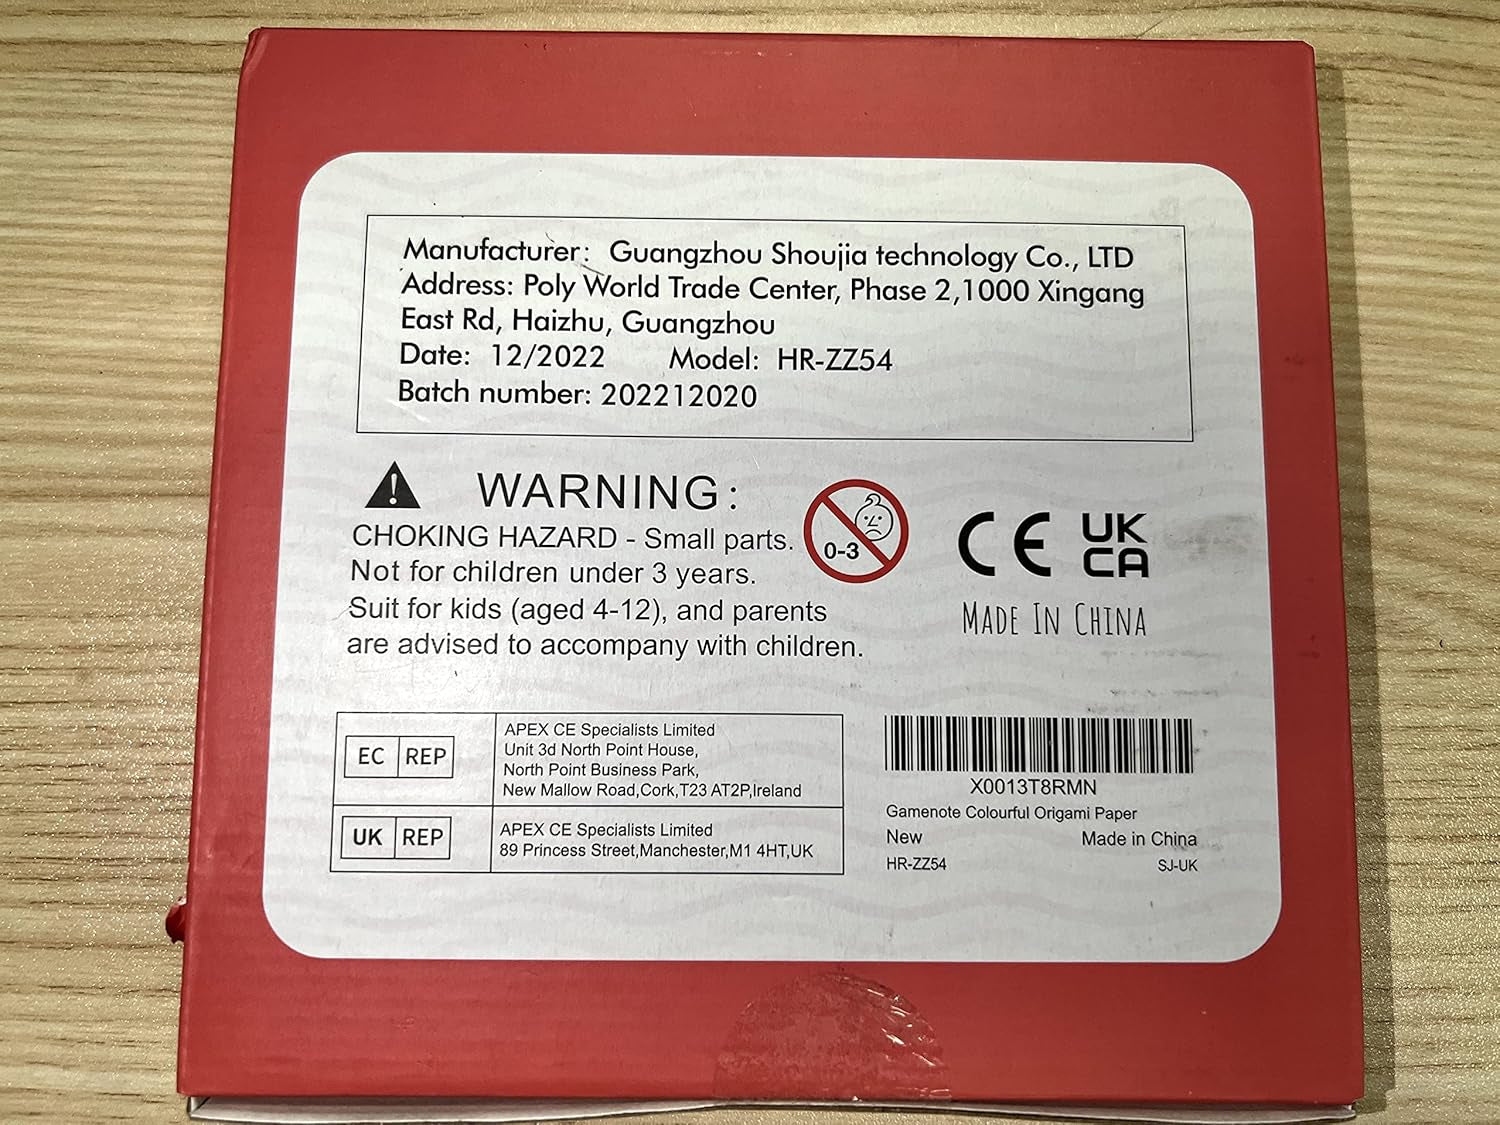 Manufacturer: Guangzhou Shoujia technology Co., LTD
Address: Poly World Trade Center, Phase 2,1000 Xingang
East Rd, Haizhu, Guangzhou
Date: 12/2022 Model: HR-ZZ54
Batch number: 202212020
WARNING:
CHOKING HAZARD - Small parts.
Not for children under 3 years.
Suit for kids (aged 4-12), and parents
are advised to accompany with children.
0-3
CE UK
CA
MADE IN CHINA
EC REP
APEX CE Specialists Limited
Unit 3d North Point House,
North Point Business Park,
New Mallow Road,Cork,T23 AT2P,Ireland
UK REP
APEX CE Specialists Limited
89 Princess Street,Manchester,M1 4HT,UK
X0013T8RMN
Gamenote Colourful Origami Paper
New Made in China
HR-ZZ54 SJ-UK